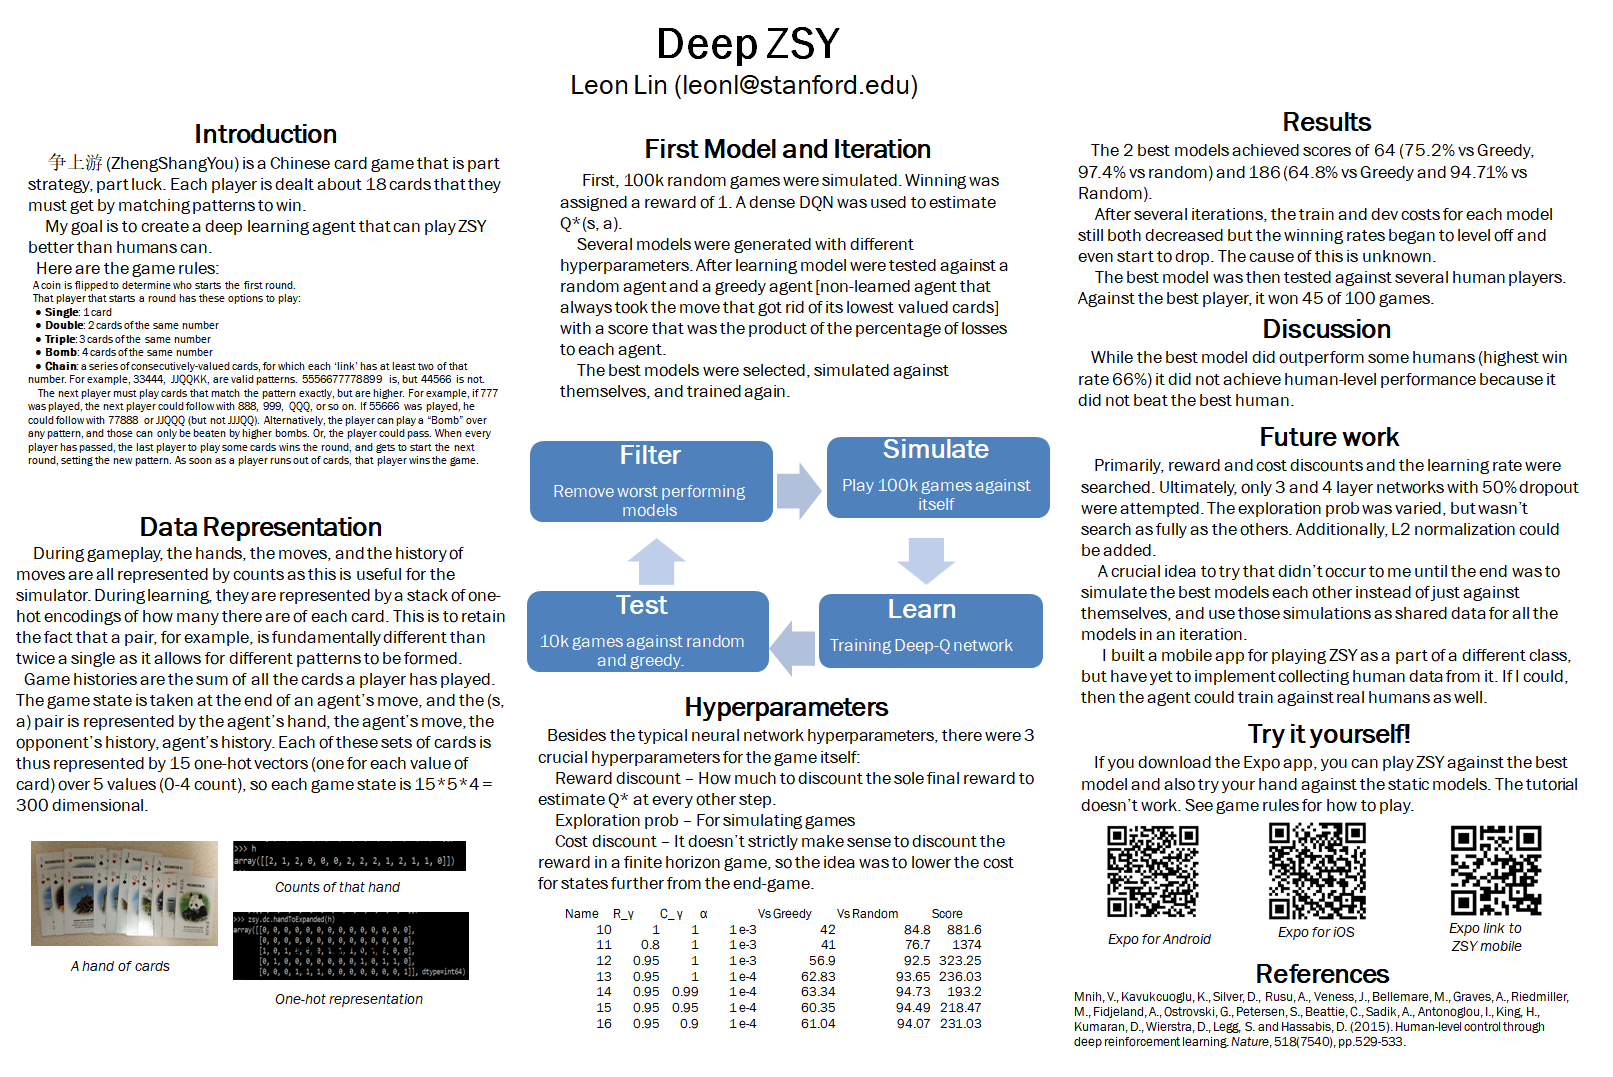 Deep ZSY
Leon Lin (leonl@stanford.edu)
Introduction
争上游 (ZhengShangYou) is a Chinese card game that is part
strategy, part luck. Each player is dealt about 18 cards that they
must get by matching patterns to win.
My goal is to create a deep learning agent that can play ZSY
better than humans can.
Here are the game rules:
A coin is flipped to determine who starts the first round.
That player that starts a round has these options to play:
● Single: 1 card
● Double: 2 cards of the same number
● Triple: 3 cards of the same number
● Bomb: 4 cards of the same number
● Chain: a series of consecutively-valued cards, for which each ‘link’ has at least two of that
number. For example, 33444, JJQQKK, are valid patterns. 5556677778899 is, but 44566 is not.
The next player must play cards that match the pattern exactly, but are higher. For example, if 777
was played, the next player could follow with 888, 999, QQQ, or so on. If 55666 was played, he
could follow with 77888 or JJQQQ (but not JJJQQ). Alternatively, the player can play a “Bomb” over
any pattern, and those can only be beaten by higher bombs. Or, the player could pass. When every
player has passed, the last player to play some cards wins the round, and gets to start the next
round, setting the new pattern. As soon as a player runs out of cards, that player wins the game.
Data Representation
During gameplay, the hands, the moves, and the history of
moves are all represented by counts as this is useful for the
simulator. During learning, they are represented by a stack of one-
hot encodings of how many there are of each card. This is to retain
the fact that a pair, for example, is fundamentally different than
twice a single as it allows for different patterns to be formed.
Game histories are the sum of all the cards a player has played.
The game state is taken at the end of an agent’s move, and the (s,
a) pair is represented by the agent’s hand, the agent’s move, the
opponent’s history, agent’s history. Each of these sets of cards is
thus represented by 15 one-hot vectors (one for each value of
card) over 5 values (0-4 count), so each game state is 15*5*4 =
300 dimensional.
>>> h
array([[2, 1, 2, 0, 0, 0, 2, 2, 2, 1, 2, 1, 1, 0]])
Counts of that hand
>>> zsy.dc.handToExpanded(h)
array([[0, 0, 0, 0, 0, 0, 0, 0, 0, 0, 0, 0, 0, 0, 0],
[0, 0, 0, 1, 1, 1, 0, 0, 0, 0, 0, 0, 0, 1]], dtype=int64)
A hand of cards
One-hot representation
First Model and Iteration
First, 100k random games were simulated. Winning was
assigned a reward of 1. A dense DQN was used to estimate
Q*(s, a).
Several models were generated with different
hyperparameters. After learning model were tested against a
random agent and a greedy agent [non-learned agent that
always took the move that got rid of its lowest valued cards]
with a score that was the product of the percentage of losses
to each agent.
The best models were selected, simulated against
themselves, and trained again.
Filter
Remove worst performing
models
Simulate
Play 100k games against
itself
Test
10k games against random
and greedy.
Learn
Training Deep-Q network
Hyperparameters
Besides the typical neural network hyperparameters, there were 3
crucial hyperparameters for the game itself:
Reward discount – How much to discount the sole final reward to
estimate Q* at every other step.
Exploration prob – For simulating games
Cost discount – It doesn’t strictly make sense to discount the
reward in a finite horizon game, so the idea was to lower the cost
for states further from the end-game.
Name R_γ C_γ α Vs Greedy Vs Random Score
10 1 1 1e-3 42 84.8 881.6
11 0.8 1 1e-3 41 76.7 1374
12 0.95 1 1e-3 56.9 92.5 323.25
13 0.95 1 1e-4 62.83 93.65 236.03
14 0.95 0.99 1e-4 63.34 94.73 193.2
15 0.95 0.95 1e-4 60.35 94.49 218.47
16 0.95 0.9 1e-4 61.04 94.07 231.03
Results
The 2 best models achieved scores of 64 (75.2% vs Greedy,
97.4% vs random) and 186 (64.8% vs Greedy and 94.71% vs
Random).
After several iterations, the train and dev costs for each model
still both decreased but the winning rates began to level off and
even start to drop. The cause of this is unknown.
The best model was then tested against several human players.
Against the best player, it won 45 of 100 games.
Discussion
While the best model did outperform some humans (highest win
rate 66%) it did not achieve human-level performance because it
did not beat the best human.
Future work
Primarily, reward and cost discounts and the learning rate were
searched. Ultimately, only 3 and 4 layer networks with 50% dropout
were attempted. The exploration prob was varied, but wasn’t
search as fully as the others. Additionally, L2 normalization could
be added.
A crucial idea to try that didn’t occur to me until the end was to
simulate the best models each other instead of just against
themselves, and use those simulations as shared data for all the
models in an iteration.
I built a mobile app for playing ZSY as a part of a different class,
but have yet to implement collecting human data from it. If I could,
then the agent could train against real humans as well.
Try it yourself!
If you download the Expo app, you can play ZSY against the best
model and also try your hand against the static models. The tutorial
doesn’t work. See game rules for how to play.
Expo for Android
Expo for iOS
Expo link to
ZSY mobile
References
Mnih, V., Kavukcuoglu, K., Silver, D., Rusu, A., Veness, J., Bellemare, M., Graves, A., Riedmiller,
M., Fidjeland, A., Ostrovski, G., Petersen, S., Beattie, C., Sadik, A., Antonoglou, I., King, H.,
Kumaran, D., Wierstra, D., Legg, S. and Hassabis, D. (2015). Human-level control through
deep reinforcement learning. Nature, 518(7540), pp.529-533.